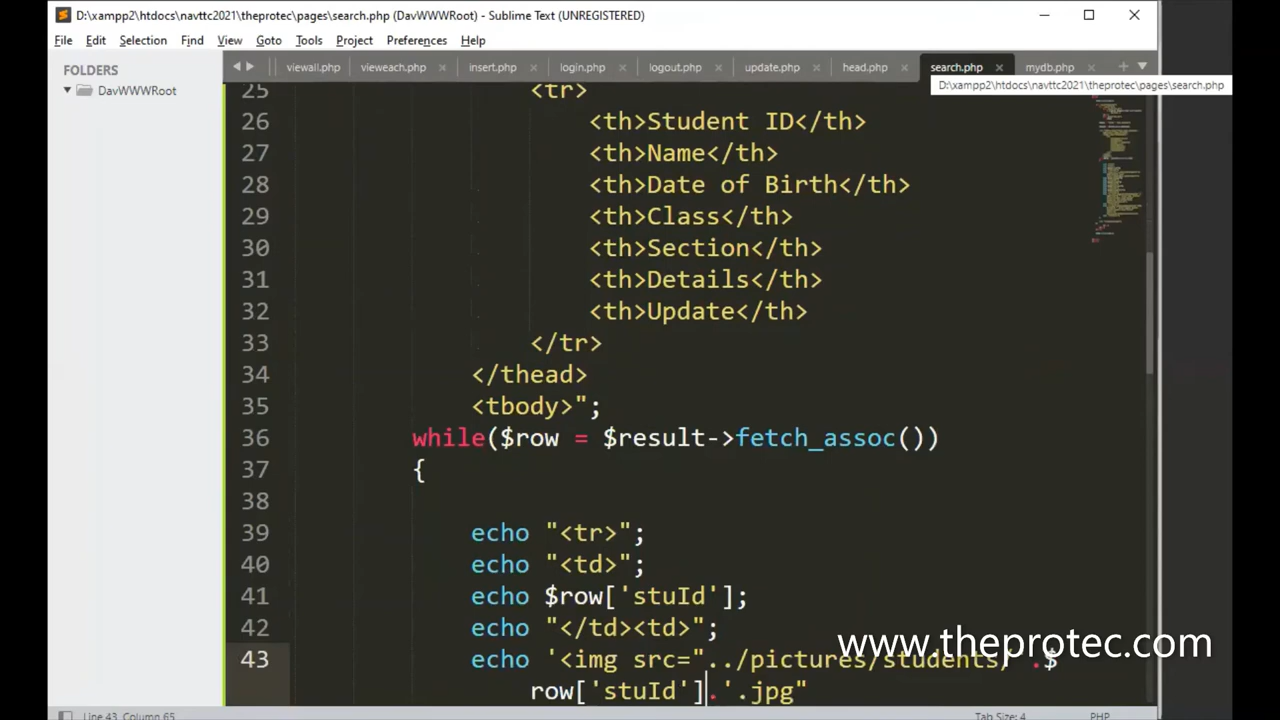 D:\xampp2\htdocs\navttc2021\theprotec\pages\search.php (DavWWWRoot) - Sublime Text (UNREGISTERED)
File Edit Selection Find View Goto Tools Project Preferences Help
FOLDERS
DavWWWRoot
viewall.php vieweach.php insert.php login.php logout.php update.php head.php search.php mydb.php
D:\xampp2\htdocs\navttc2021\theprotec\pages\search.php
25 <tr>
26 <th>Student ID</th>
27 <th>Name</th>
28 <th>Date of Birth</th>
29 <th>Class</th>
30 <th>Section</th>
31 <th>Details</th>
32 <th>Update</th>
33 </tr>
34 </thead>
35 <tbody>";
36 while($row = $result->fetch_assoc())
37 {
38
39 echo "<tr>";
40 echo "<td>";
41 echo $row['stuId'];
42 echo "</td><td>";
43 echo '<img src="../pictures/students/' .$
row['stuId'].'.jpg"
www.theprotec.com
Line 43, Column 65
Tab Size: 4
PHP